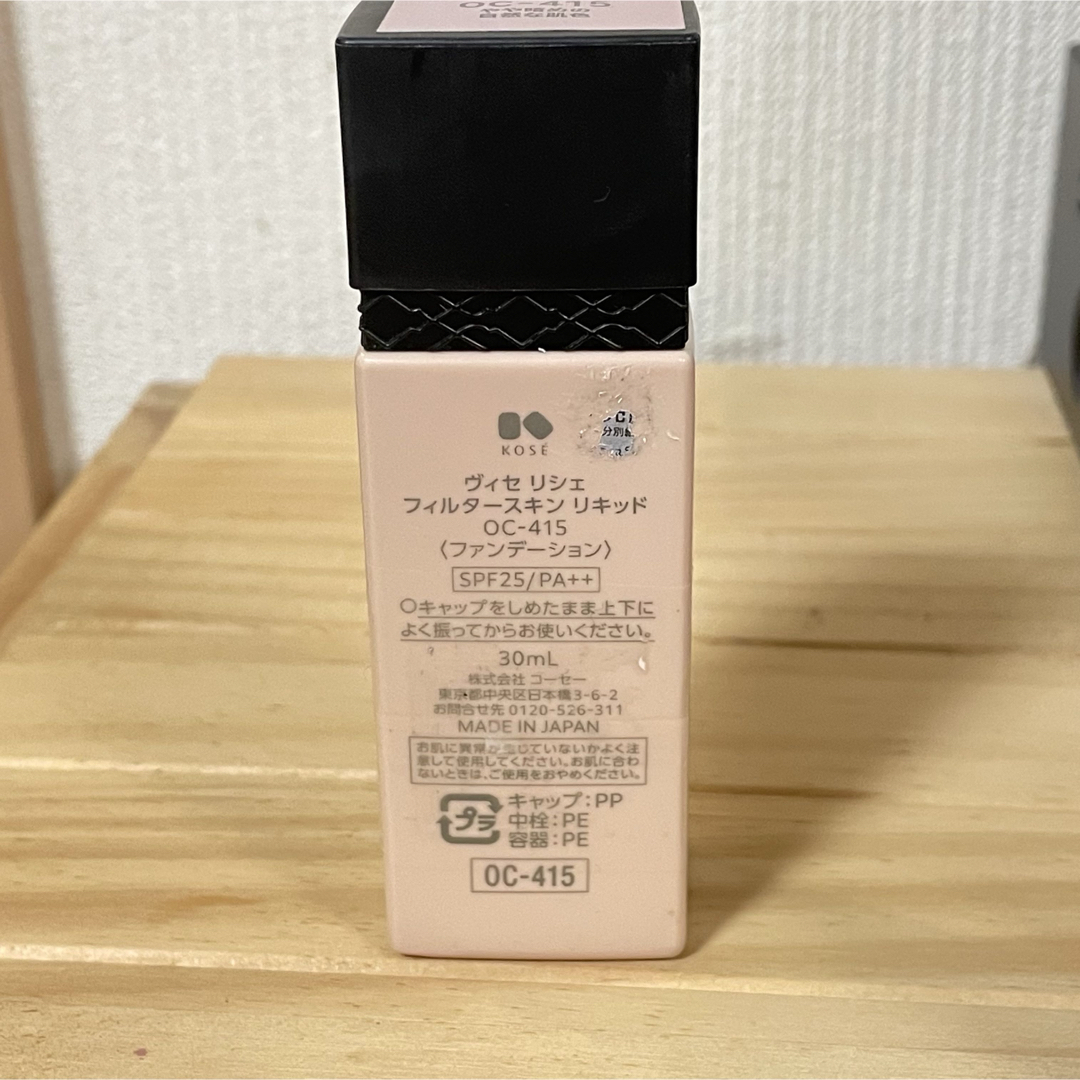 OC-415
KOSÉ
ヴィセ リシェ
フィルタースキン リキッド
OC-415
〈ファンデーション〉
SPF25/PA++
○キャップをしめたまま上下に
よく振ってからお使いください。
30mL
株式会社 コーセー
東京都中央区日本橋3-6-2
お問合せ先 0120-526-311
MADE IN JAPAN
お肌に異常が生じていないかよく注
意して使用してください。お肌に合わ
ないときは、ご使用をおやめください。
プラ
キャップ:PP
中栓:PE
容器:PE
OC-415